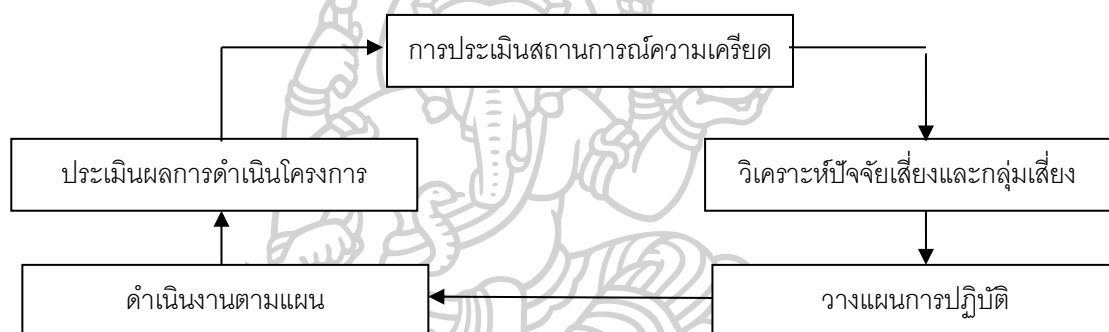 การประเมินสถานการณ์ความเครียด
ประเมินผลการดำเนินโครงการ
วิเคราะห์ปัจจัยเสี่ยงและกลุ่มเสี่ยง
ดำเนินงานตามแผน
วางแผนการปฏิบัติ